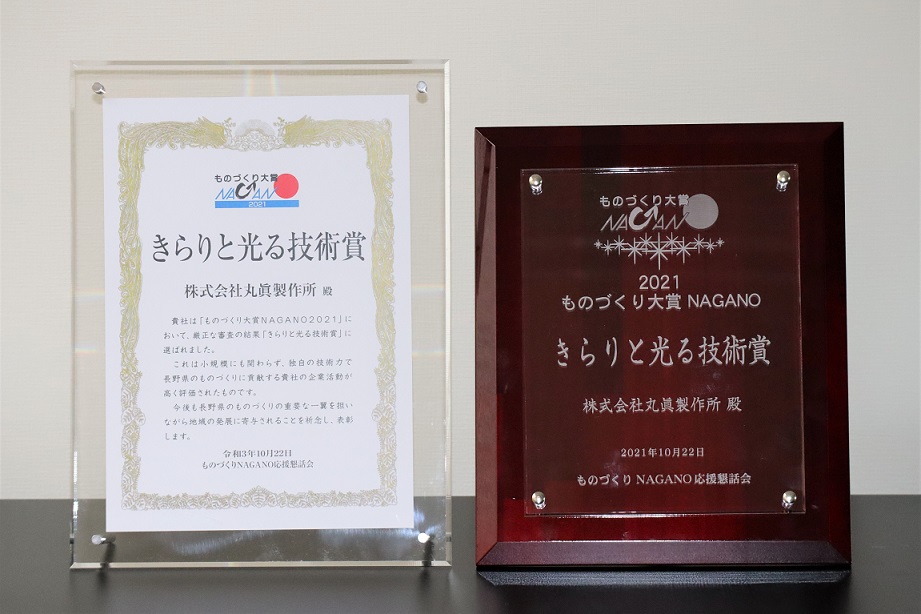 ものづくり大賞
NAGANO
2021
きらりと光る技術賞
株式会社丸眞製作所 殿
貴社は「ものづくり大賞NAGANO2021」に
おいて、厳正な審査の結果「きらりと光る技術賞」に
選ばれました。
これは小規模にも関わらず、独自の技術力で
長野県のものづくりに貢献する貴社の企業活動が
高く評価されたものです。
今後も長野県のものづくりの重要な一翼を担い
ながら地域の発展に寄与されることを祈念し、表彰
します。
令和3年10月22日
ものづくりNAGANO応援懇話会
ものづくり大賞
NAGANO
2021
ものづくり大賞 NAGANO
きらりと光る技術賞
株式会社丸眞製作所 殿
2021年10月22日
ものづくり NAGANO 応援懇話会